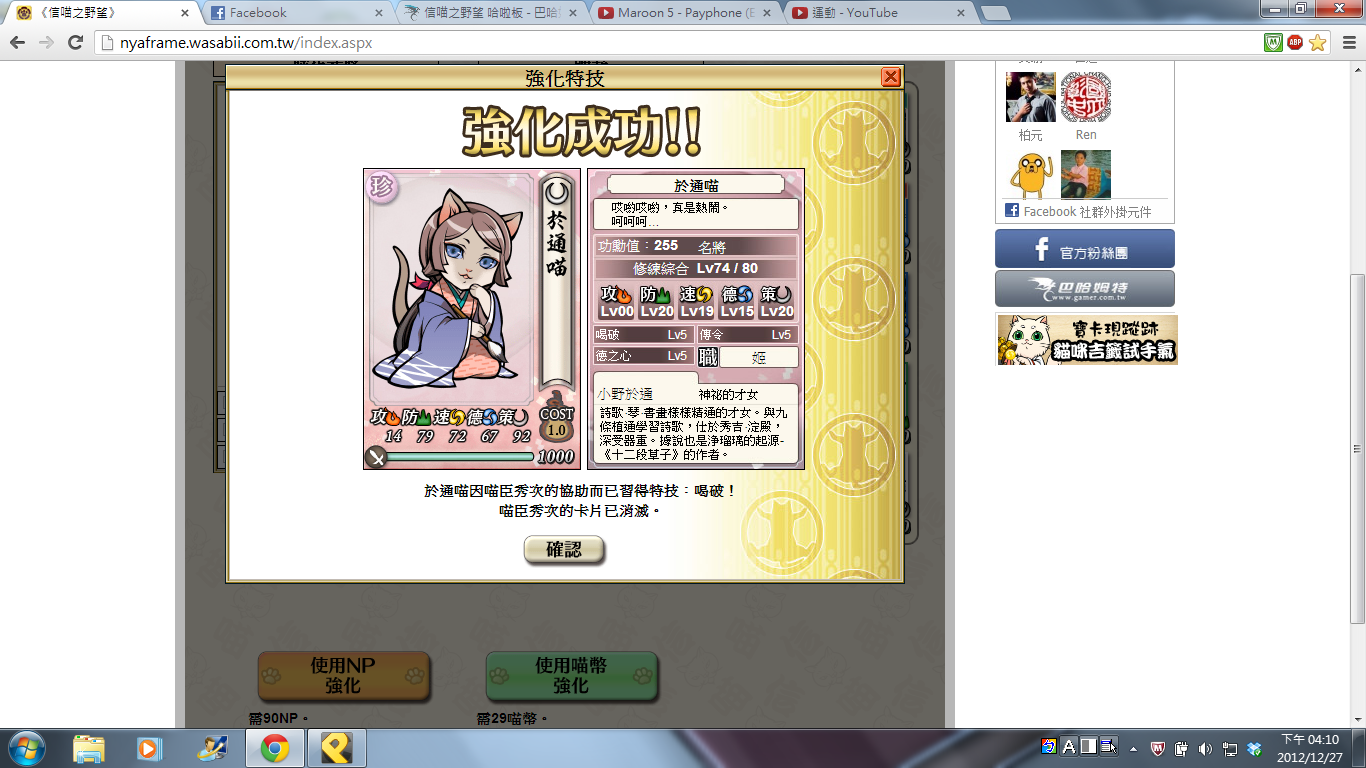 《信喵之野望》
Facebook
信喵之野望 哈啦板 - 巴哈
Maroon 5 - Payphone (E
運動 - YouTube
nyaframe.wasabii.com.tw/index.aspx
強化特技
強化成功!!
珍
於通喵
攻 防 速 德 策
14 79 72 67 92
COST
1.0
1000
於通喵
哎喲哎喲，真是熱鬧。
呵呵呵…
功勳值：255 名將
修練綜合 Lv74 / 80
攻 防 速 德 策
Lv00 Lv20 Lv19 Lv15 Lv20
喝破 Lv5 傳令 Lv5
德之心 Lv5 職 姬
小野於通 神祕的才女
詩歌·琴·書畫樣樣精通的才女。與九
條植通學習詩歌，仕於秀吉·淀殿，
深受器重。據說也是淨瑠璃的起源-
《十二段草子》的作者。
於通喵因喵臣秀次的協助而已習得特技：喝破！
喵臣秀次的卡片已消滅。
確認
使用NP
強化
需90NP。
使用喵幣
強化
需29喵幣。
柏元
Ren
Facebook 社群外掛元件
官方粉絲團
巴哈姆特
www.gamer.com.tw
寶卡現蹤跡
貓咪吉籤試手氣
下午 04:10
2012/12/27